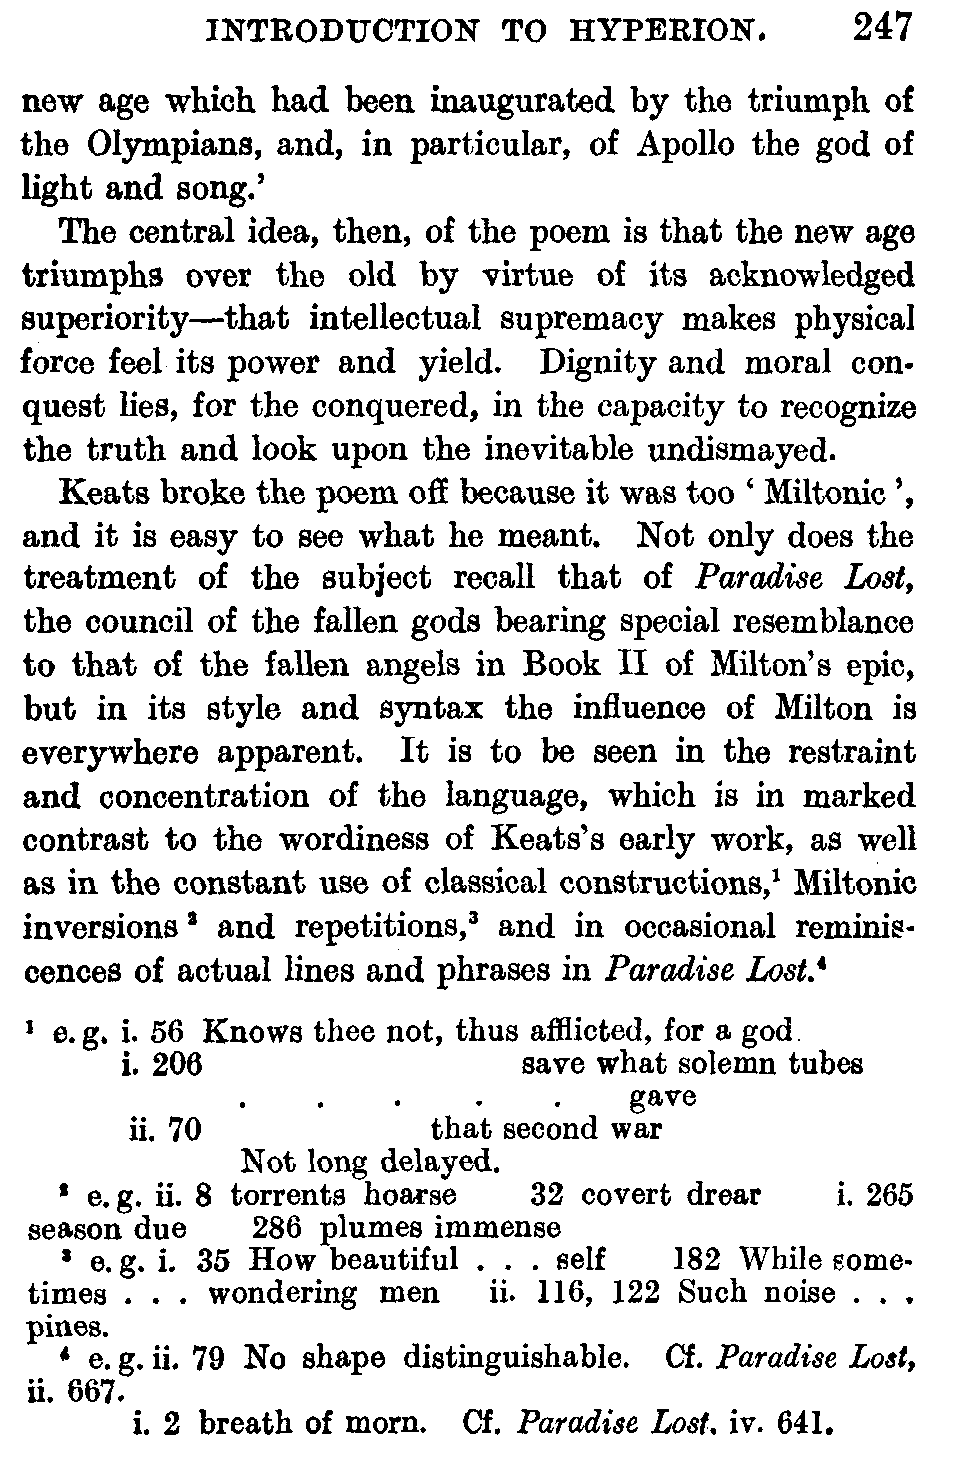 INTRODUCTION TO HYPERION. 247
new age which had been inaugurated by the triumph of
the Olympians, and, in particular, of Apollo the god of
light and song.’
The central idea, then, of the poem is that the new age
triumphs over the old by virtue of its acknowledged
superiority—that intellectual supremacy makes physical
force feel its power and yield. Dignity and moral con-
quest lies, for the conquered, in the capacity to recognize
the truth and look upon the inevitable undismayed.
Keats broke the poem off because it was too ‘ Miltonic ’,
and it is easy to see what he meant. Not only does the
treatment of the subject recall that of Paradise Lost,
the council of the fallen gods bearing special resemblance
to that of the fallen angels in Book II of Milton’s epic,
but in its style and syntax the influence of Milton is
everywhere apparent. It is to be seen in the restraint
and concentration of the language, which is in marked
contrast to the wordiness of Keats’s early work, as well
as in the constant use of classical constructions,¹ Miltonic
inversions ² and repetitions,³ and in occasional reminis-
cences of actual lines and phrases in Paradise Lost.⁴
¹ e.g. i. 56 Knows thee not, thus afflicted, for a god.
i. 206 save what solemn tubes
. . . . . gave
ii. 70 that second war
Not long delayed.
² e.g. ii. 8 torrents hoarse 32 covert drear i. 265
season due 286 plumes immense
³ e.g. i. 35 How beautiful . . . self 182 While some-
times . . . wondering men ii. 116, 122 Such noise . . .
pines.
⁴ e.g. ii. 79 No shape distinguishable. Cf. Paradise Lost,
ii. 667.
i. 2 breath of morn. Cf. Paradise Lost, iv. 641.